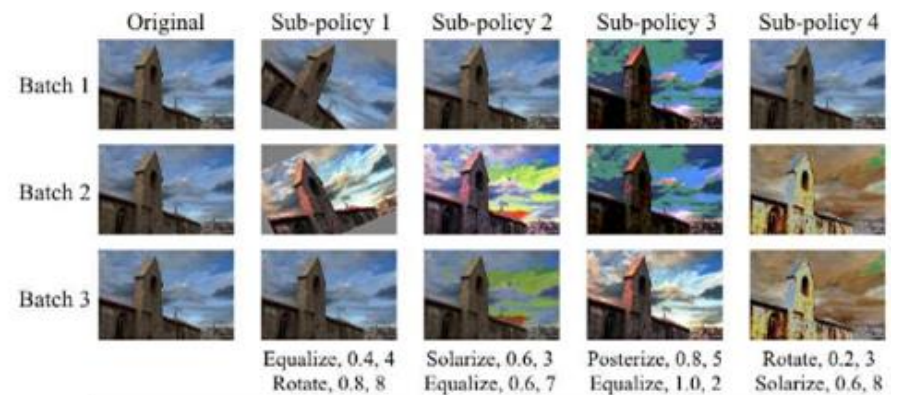 Original Sub-policy 1 Sub-policy 2 Sub-policy 3 Sub-policy 4
Batch 1
Batch 2
Batch 3
Equalize, 0.4, 4 Solarize, 0.6, 3 Posterize, 0.8, 5 Rotate, 0.2, 3
Rotate, 0.8, 8 Equalize, 0.6, 7 Equalize, 1.0, 2 Solarize, 0.6, 8